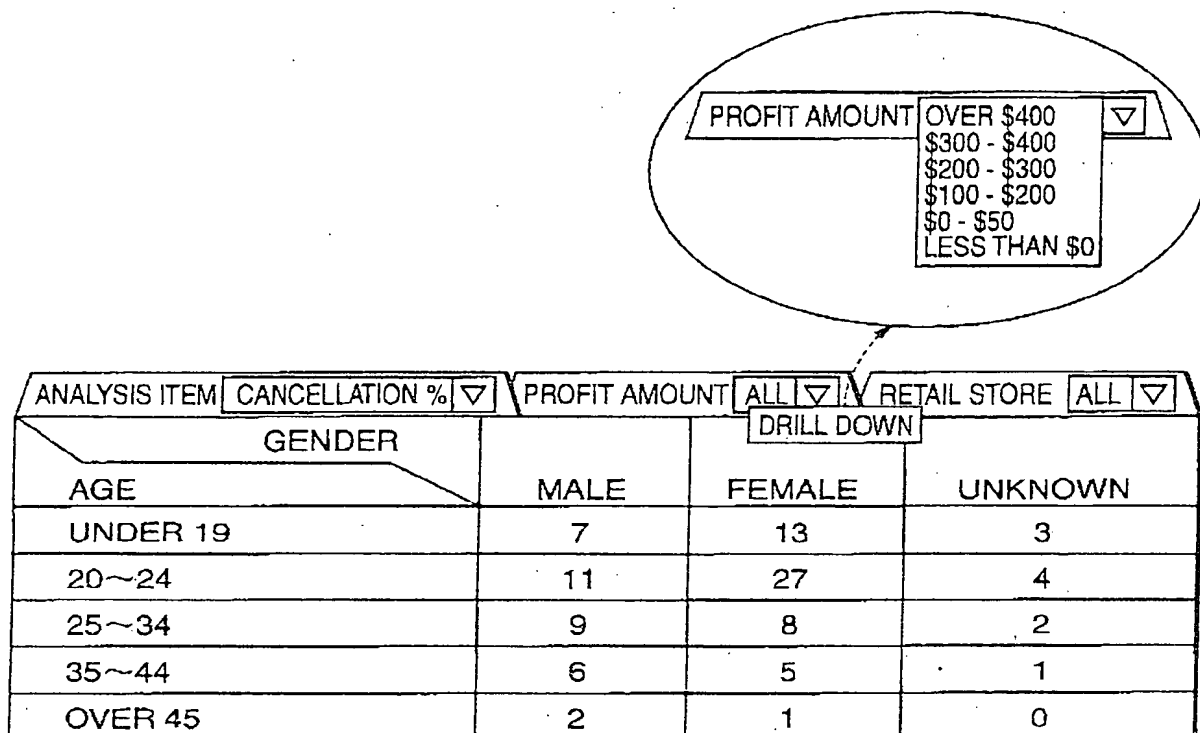 PROFIT AMOUNT OVER $400
$300 - $400
$200 - $300
$100 - $200
$0 - $50
LESS THAN $0
ANALYSIS ITEM CANCELLATION % PROFIT AMOUNT ALL RETAIL STORE ALL
DRILL DOWN
GENDER
AGE MALE FEMALE UNKNOWN
UNDER 19 7 13 3
20~24 11 27 4
25~34 9 8 2
35~44 6 5 1
OVER 45 2 1 0